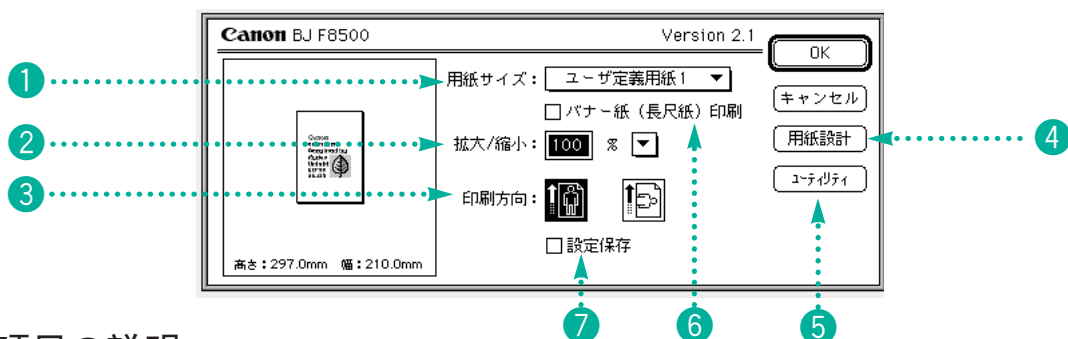 Canon BJ F8500 Version 2.1
OK
1 用紙サイズ: ユーザ定義用紙1 ▼
キャンセル
バナー紙（長尺紙）印刷
2 拡大/縮小: 100 % ▼
用紙設計 4
3 印刷方向:
ユーティリティ
設定保存
高さ:297.0mm 幅:210.0mm
7 6 5